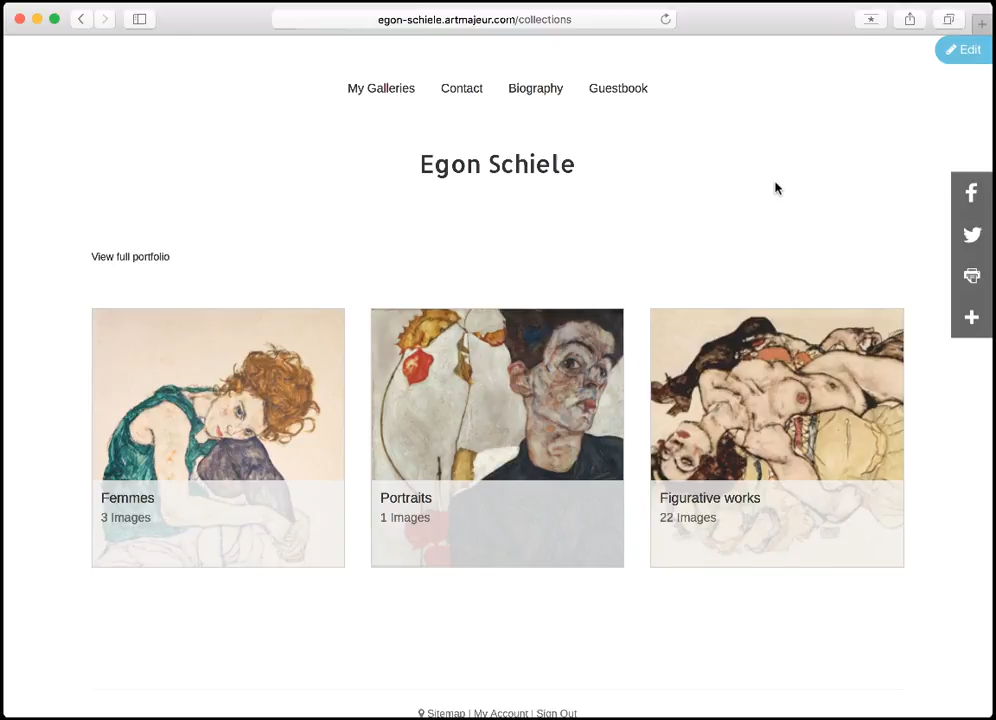 egon-schiele.artmajeur.com/collections
Edit
My Galleries Contact Biography Guestbook
Egon Schiele
View full portfolio
Femmes
3 Images
Portraits
1 Images
Figurative works
22 Images
Sitemap | My Account | Sign Out